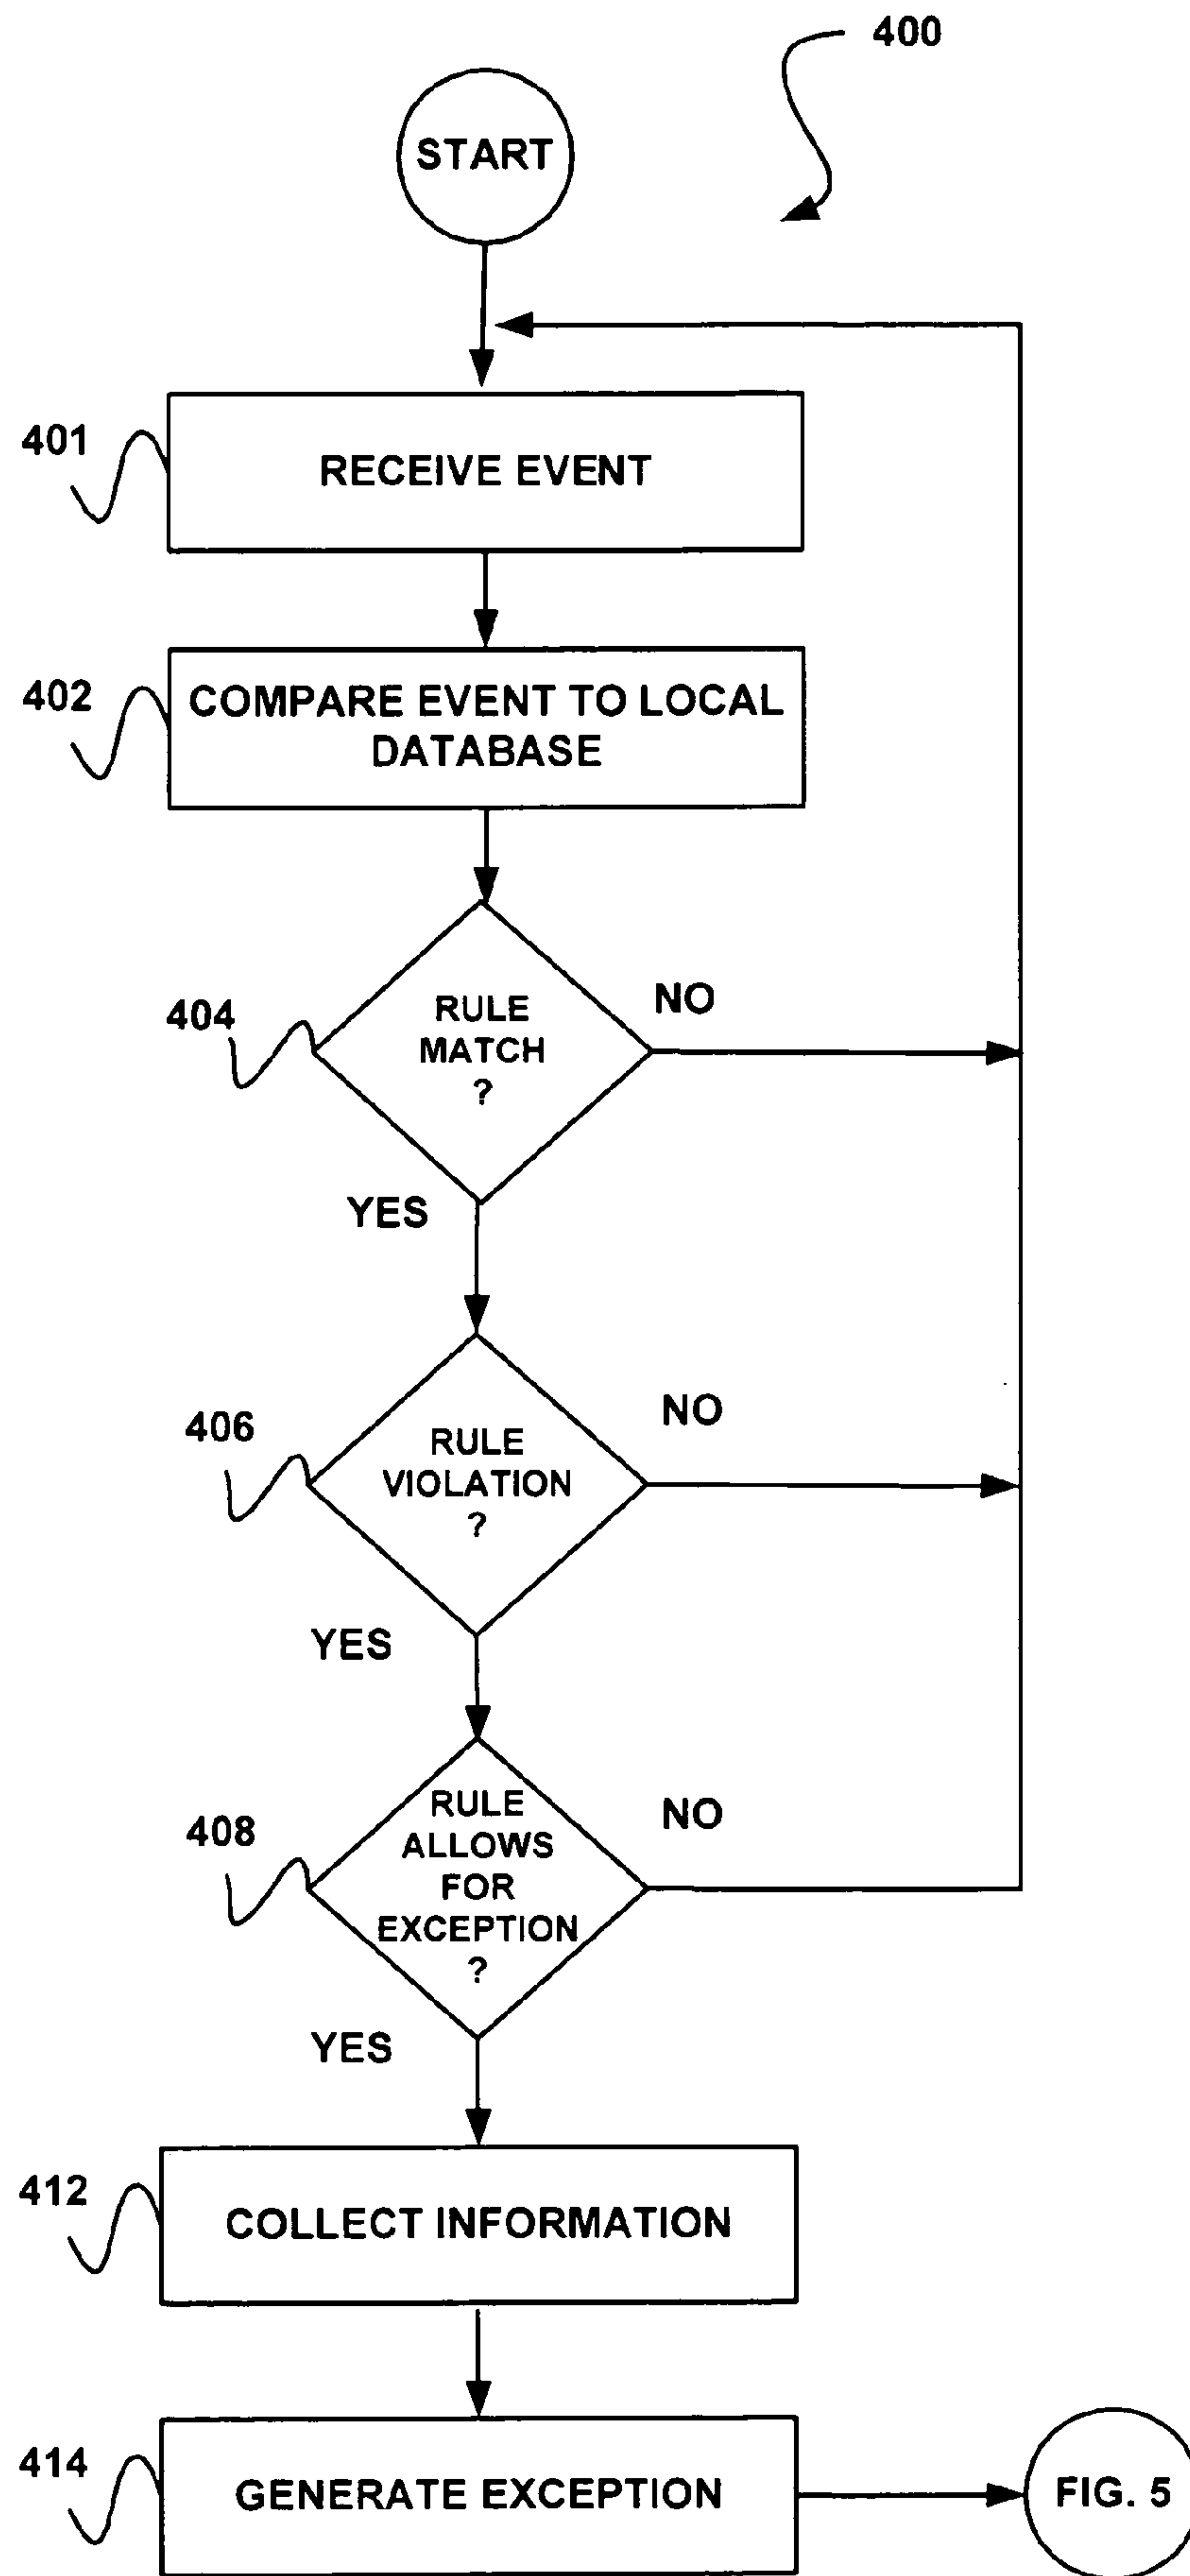 400
START
401
RECEIVE EVENT
402
COMPARE EVENT TO LOCAL
DATABASE
404
RULE
MATCH
?
NO
YES
406
RULE
VIOLATION
?
NO
YES
408
RULE
ALLOWS
FOR
EXCEPTION
?
NO
YES
412
COLLECT INFORMATION
414
GENERATE EXCEPTION
FIG. 5